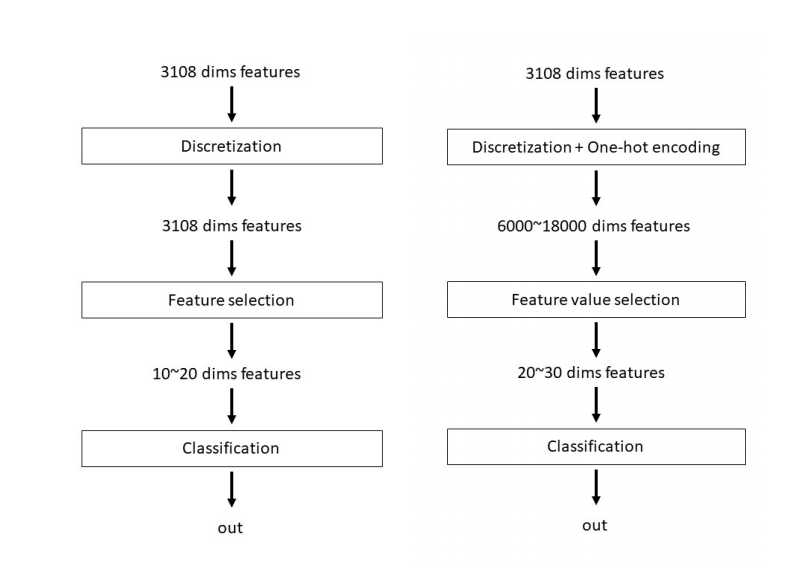 3108 dims features
Discretization
3108 dims features
Feature selection
10~20 dims features
Classification
out
3108 dims features
Discretization + One-hot encoding
6000~18000 dims features
Feature value selection
20~30 dims features
Classification
out